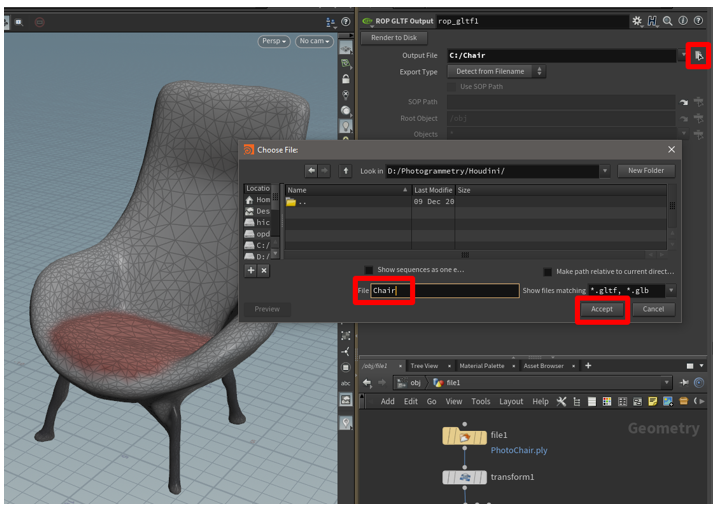 ROP GLTF Output rop_gltf1
Persp No cam
Render to Disk
Output File C:/Chair
Export Type Detect from Filename
Use SOP Path
SOP Path
Root Object /obj
Objects *
Choose File:
Look in D:/Photogrammetry/Houdini/ New Folder
Locatio Name Last Modifie Size
Hom .. 09 Dec 20
Des
hic
opd
C:/
D:/
Show sequences as one e... Make path relative to current direct...
File Chair Show files matching *.gltf, *.glb
Preview Accept Cancel
/obj/file1 Tree View Material Palette Asset Browser
obj file1
abc
Add Edit Go View Tools Layout Help
Geometry
file1
PhotoChair.ply
transform1